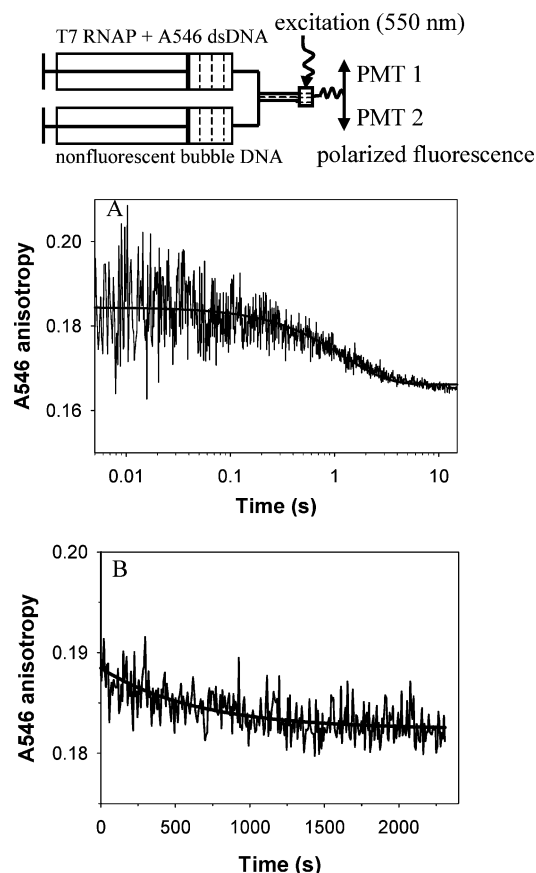 T7 RNAP + A546 dsDNA
excitation (550 nm)
PMT 1
PMT 2
nonfluorescent bubble DNA
polarized fluorescence
A
0.20
0.18
0.16
A546 anisotropy
0.01 0.1 1 10
Time (s)
B
0.20
0.19
0.18
A546 anisotropy
0 500 1000 1500 2000
Time (s)